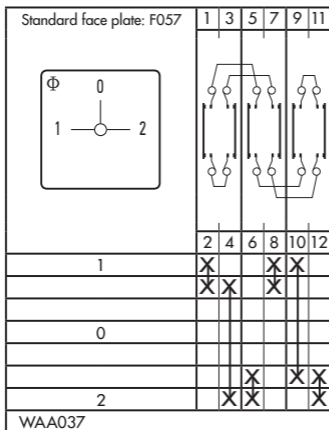 Standard face plate: F057 1 3 5 7 9 11
Φ 0
1 2
2 4 6 8 10 12
1 X X X
X X X
0
X X X
2 X X X
WAA037